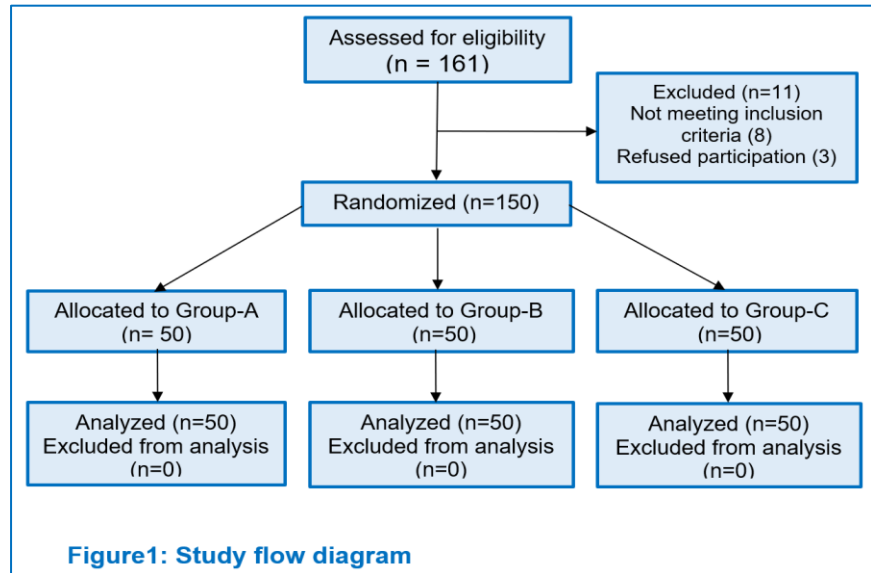 Assessed for eligibility
(n = 161)
Excluded (n=11)
Not meeting inclusion
criteria (8)
Refused participation (3)
Randomized (n=150)
Allocated to Group-A
(n= 50)
Allocated to Group-B
(n=50)
Allocated to Group-C
(n=50)
Analyzed (n=50)
Excluded from analysis
(n=0)
Analyzed (n=50)
Excluded from analysis
(n=0)
Analyzed (n=50)
Excluded from analysis
(n=0)
Figure1: Study flow diagram